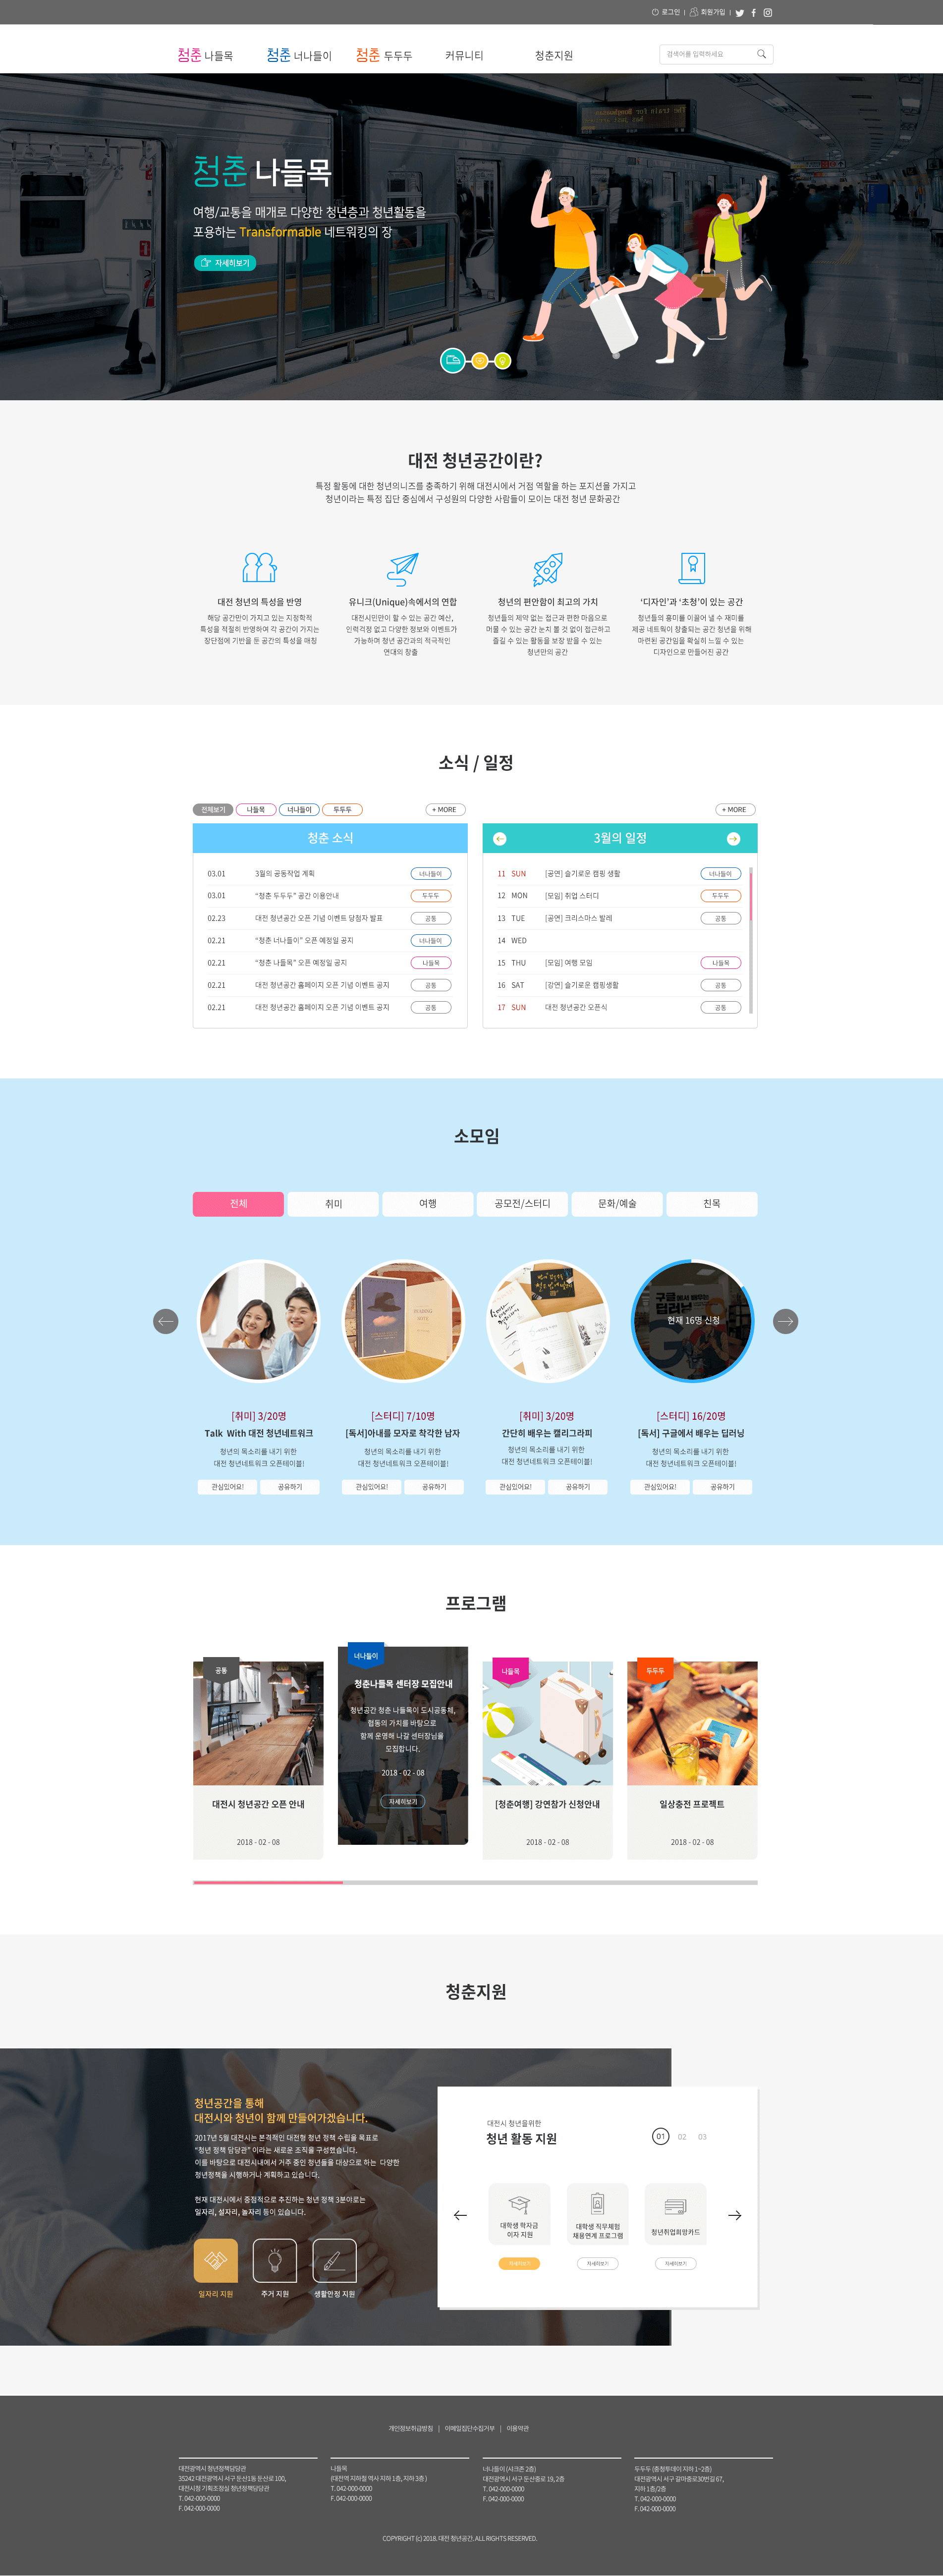 로그인 | 회원가입 |
청춘 나들목
청춘 너나들이
청춘 두두두
커뮤니티
청춘지원
검색어를 입력하세요
청춘 나들목
여행/교통을 매개로 다양한 청년층과 청년활동을
포용하는 Transformable 네트워킹의 장
자세히보기
대전 청년공간이란?
특정 활동에 대한 청년의니즈를 충족하기 위해 대전시에서 거점 역할을 하는 포지션을 가지고
청년이라는 특정 집단 중심에서 구성원의 다양한 사람들이 모이는 대전 청년 문화공간
대전 청년의 특성을 반영
해당 공간만이 가지고 있는 지정학적
특성을 적절히 반영하여 각 공간이 가지는
장단점에 기반을 둔 공간의 특성을 매칭
유니크(Unique)속에서의 연합
대전시민만이 할 수 있는 공간 예산,
인력걱정 없고 다양한 정보와 이벤트가
가능하며 청년 공간과의 적극적인
연대의 창출
청년의 편안함이 최고의 가치
청년들의 제약 없는 접근과 편한 마음으로
머물 수 있는 공간 눈치 볼 것 없이 접근하고
즐길 수 있는 활동을 보장 받을 수 있는
청년만의 공간
‘디자인’과 ‘초청’이 있는 공간
청년들의 흥미를 이끌어 낼 수 재미를
제공 네트웍이 창출되는 공간 청년을 위해
마련된 공간임을 확실히 느낄 수 있는
디자인으로 만들어진 공간
소식 / 일정
전체보기
나들목
너나들이
두두두
+ MORE
+ MORE
청춘 소식
03.01 3월의 공동작업 계획 너나들이
03.01 “청춘 두두두” 공간 이용안내 두두두
02.23 대전 청년공간 오픈 기념 이벤트 당첨자 발표 공통
02.21 “청춘 너나들이” 오픈 예정일 공지 너나들이
02.21 “청춘 나들목” 오픈 예정일 공지 나들목
02.21 대전 청년공간 홈페이지 오픈 기념 이벤트 공지 공통
02.21 대전 청년공간 홈페이지 오픈 기념 이벤트 공지 공통
3월의 일정
11 SUN [공연] 슬기로운 캠핑 생활 너나들이
12 MON [모임] 취업 스터디 두두두
13 TUE [공연] 크리스마스 발레 공통
14 WED
15 THU [모임] 여행 모임 나들목
16 SAT [강연] 슬기로운 캠핑생활 공통
17 SUN 대전 청년공간 오픈식 공통
소모임
전체
취미
여행
공모전/스터디
문화/예술
친목
현재 16명 신청
[취미] 3/20명
Talk With 대전 청년네트워크
청년의 목소리를 내기 위한
대전 청년네트워크 오픈테이블!
관심있어요!
공유하기
[스터디] 7/10명
[독서]아내를 모자로 착각한 남자
청년의 목소리를 내기 위한
대전 청년네트워크 오픈테이블!
관심있어요!
공유하기
[취미] 3/20명
간단히 배우는 캘리그라피
청년의 목소리를 내기 위한
대전 청년네트워크 오픈테이블!
관심있어요!
공유하기
[스터디] 16/20명
[독서] 구글에서 배우는 딥러닝
청년의 목소리를 내기 위한
대전 청년네트워크 오픈테이블!
관심있어요!
공유하기
프로그램
공통
대전시 청년공간 오픈 안내
2018 - 02 - 08
너나들이
청춘나들목 센터장 모집안내
청년공간 청춘 나들목이 도시공동체,
협동의 가치를 바탕으로
함께 운영해 나갈 센터장님을
모집합니다.
2018 - 02 - 08
자세히보기
나들목
[청춘여행] 강연참가 신청안내
2018 - 02 - 08
두두두
일상충전 프로젝트
2018 - 02 - 08
청춘지원
청년공간을 통해
대전시와 청년이 함께 만들어가겠습니다.
2017년 5월 대전시는 본격적인 대전형 청년 정책 수립을 목표로
“청년 정책 담당관” 이라는 새로운 조직을 구성했습니다.
이를 바탕으로 대전시내에서 거주 중인 청년들을 대상으로 하는 다양한
청년정책을 시행하거나 계획하고 있습니다.
현재 대전시에서 중점적으로 추진하는 청년 정책 3분야로는
일자리, 설자리, 놀자리 등이 있습니다.
일자리 지원
주거 지원
생활안정 지원
대전시 청년을위한
청년 활동 지원
01 02 03
대학생 학자금
이자 지원
자세히보기
대학생 직무체험
채용연계 프로그램
자세히보기
청년취업희망카드
자세히보기
개인정보취급방침 | 이메일집단수집거부 | 이용약관
대전광역시 청년정책담당관
35242 대전광역시 서구 둔산1동 둔산로 100,
대전시청 기획조정실 청년정책담당관
T. 042-000-0000
F. 042-000-0000
나들목
(대전역 지하철 역사 지하 1층, 지하 3층 )
T. 042-000-0000
F. 042-000-0000
너나들이 (시크존 2층)
대전광역시 서구 둔산중로 19, 2층
T. 042-000-0000
F. 042-000-0000
두두두 (충청투데이 지하 1~2층)
대전광역시 서구 갈마중로30번길 67,
지하 1층/2층
T. 042-000-0000
F. 042-000-0000
COPYRIGHT (c) 2018. 대전 청년공간. ALL RIGHTS RESERVED.